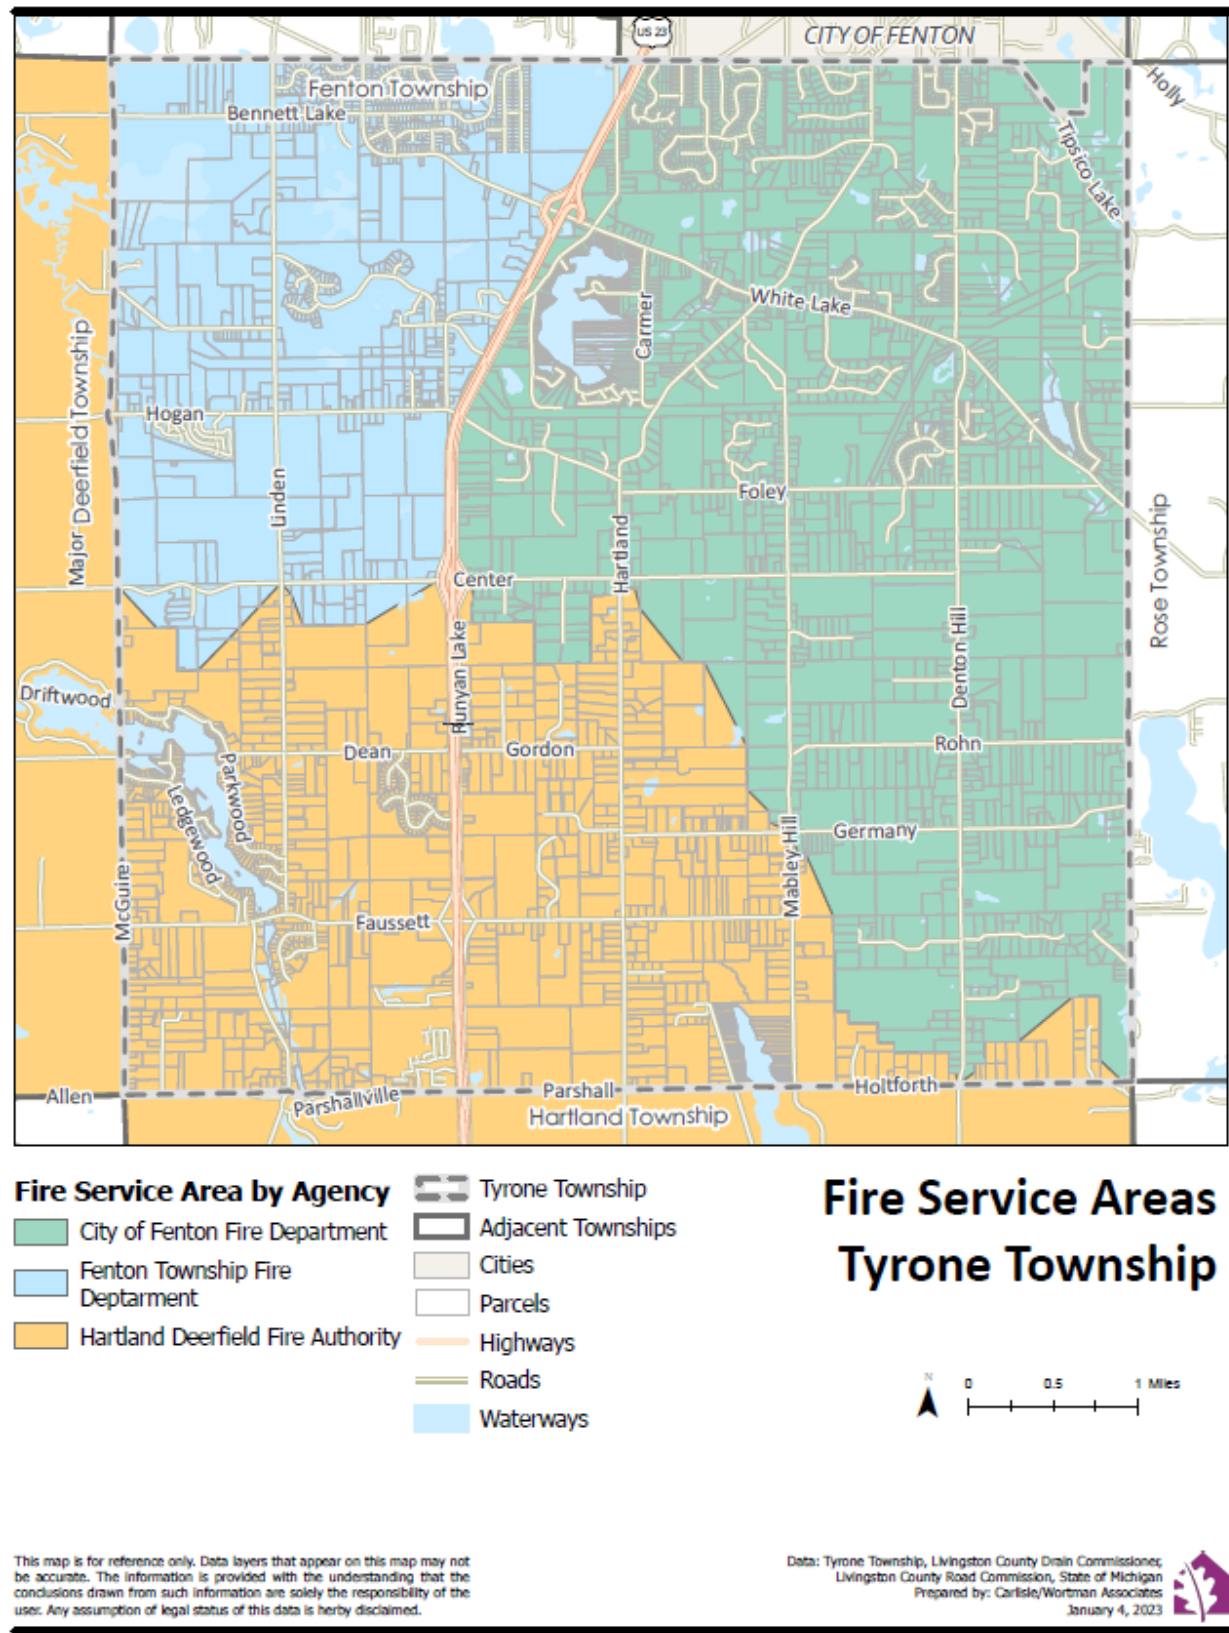 US 23
CITY OF FENTON
Fenton Township
Bennett Lake
Holly
Tipsico Lake
White Lake
Carmer
Major
Deerfield Township
Hogan
Linden
Foley
Hartland
Rose Township
Center
Runyan Lake
Denton Hill
Driftwood
Dean
Gordon
Rohn
Parkwood
Ledgewood
Germany
Mabley Hill
McGuire
Faussett
Allen
Parshallville
Parshall
Holtforth
Hartland Township
Fire Service Area by Agency
City of Fenton Fire Department
Fenton Township Fire
Deptarment
Hartland Deerfield Fire Authority
Tyrone Township
Adjacent Townships
Cities
Parcels
Highways
Roads
Waterways
Fire Service Areas
Tyrone Township
N
0 0.5 1 Miles
This map is for reference only. Data layers that appear on this map may not
be accurate. The information is provided with the understanding that the
conclusions drawn from such information are solely the responsibility of the
user. Any assumption of legal status of this data is herby disclaimed.
Data: Tyrone Township, Livingston County Drain Commissioner,
Livingston County Road Commission, State of Michigan
Prepared by: Carlisle/Wortman Associates
January 4, 2023